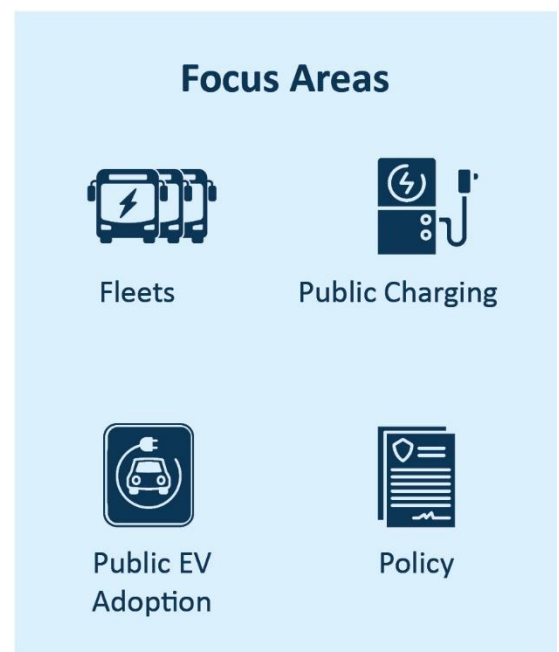 Focus Areas
Fleets
Public Charging
Public EV
Adoption
Policy